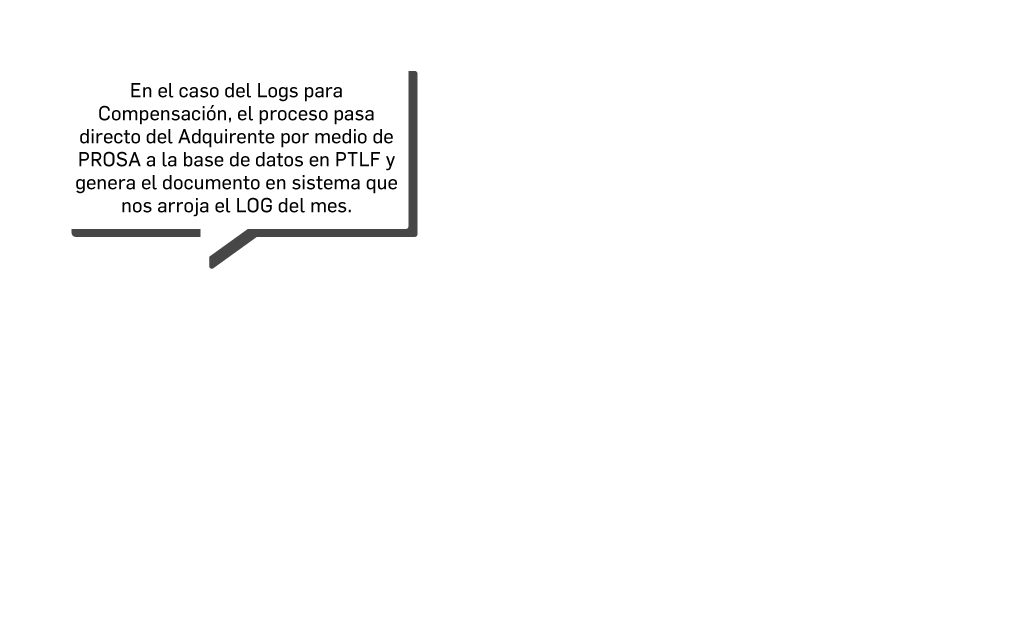 En el caso del Logs para
Compensación, el proceso pasa
directo del Adquirente por medio de
PROSA a la base de datos en PTLF y
genera el documento en sistema que
nos arroja el LOG del mes.